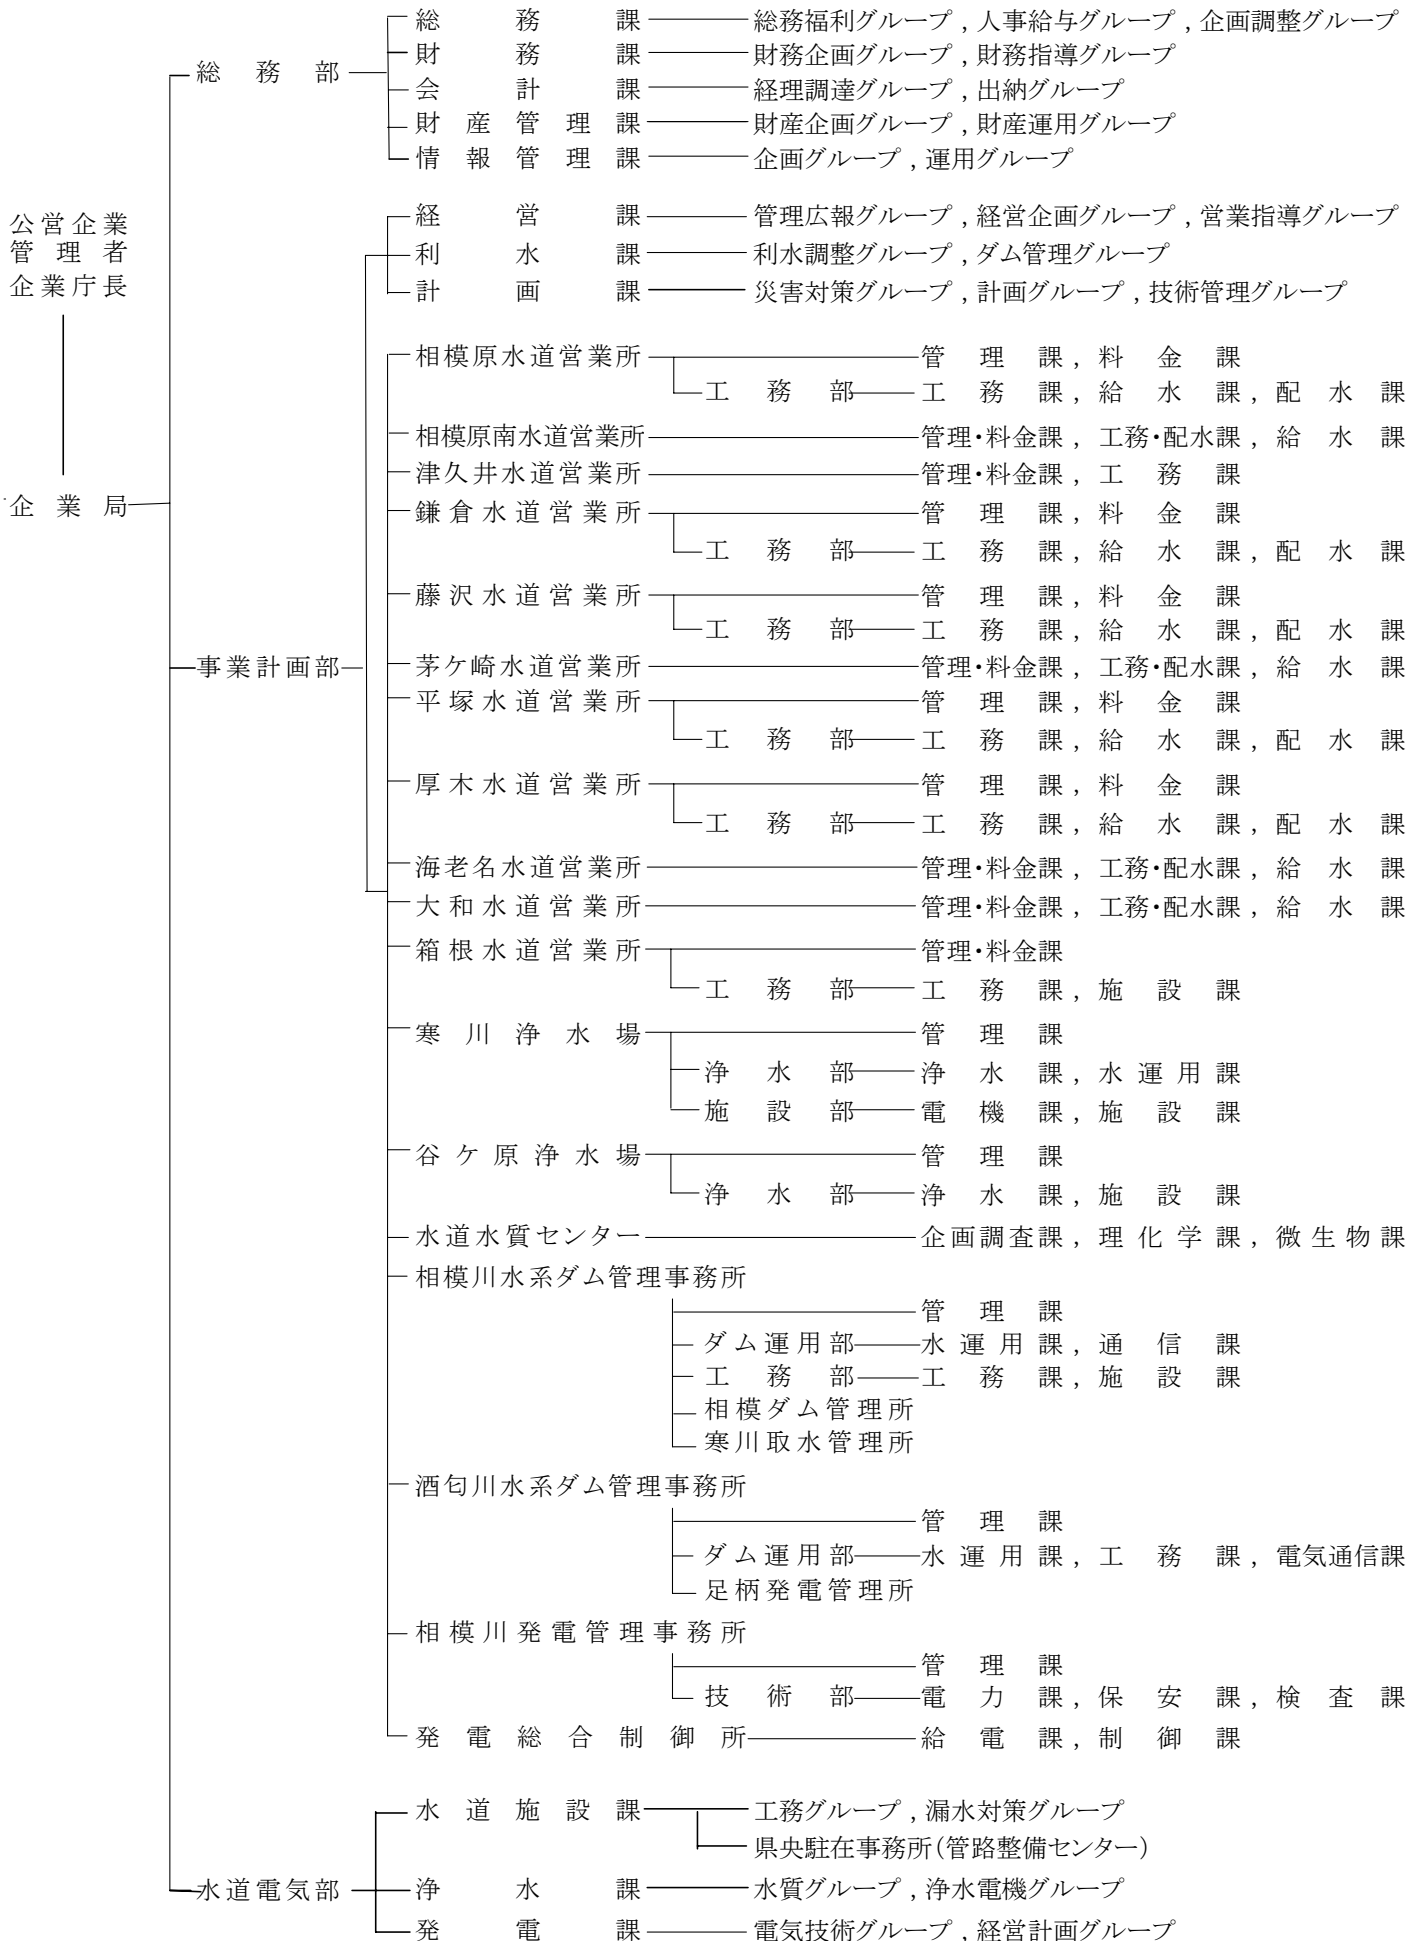 総務課 総務福利グループ，人事給与グループ，企画調整グループ
財務課 財務企画グループ，財務指導グループ
総務部
会計課 経理調達グループ，出納グループ
財産管理課 財産企画グループ，財産運用グループ
情報管理課 企画グループ，運用グループ
公営企業
管理者
企業庁長
経営課 管理広報グループ，経営企画グループ，営業指導グループ
利水課 利水調整グループ，ダム管理グループ
計画課 災害対策グループ，計画グループ，技術管理グループ
相模原水道営業所 管理課，料金課
工務部 工務課，給水課，配水課
相模原南水道営業所 管理・料金課，工務・配水課，給水課
津久井水道営業所 管理・料金課，工務課
企業局
鎌倉水道営業所 管理課，料金課
工務部 工務課，給水課，配水課
藤沢水道営業所 管理課，料金課
工務部 工務課，給水課，配水課
事業計画部
茅ケ崎水道営業所 管理・料金課，工務・配水課，給水課
平塚水道営業所 管理課，料金課
工務部 工務課，給水課，配水課
厚木水道営業所 管理課，料金課
工務部 工務課，給水課，配水課
海老名水道営業所 管理・料金課，工務・配水課，給水課
大和水道営業所 管理・料金課，工務・配水課，給水課
箱根水道営業所 管理・料金課
工務部 工務課，施設課
寒川浄水場 管理課
浄水部 浄水課，水運用課
施設部 電機課，施設課
谷ケ原浄水場 管理課
浄水部 浄水課，施設課
水道水質センター 企画調査課，理化学課，微生物課
相模川水系ダム管理事務所
管理課
ダム運用部 水運用課，通信課
工務部 工務課，施設課
相模ダム管理所
寒川取水管理所
酒匂川水系ダム管理事務所
管理課
ダム運用部 水運用課，工務課，電気通信課
足柄発電管理所
相模川発電管理事務所
管理課
技術部 電力課，保安課，検査課
発電総合制御所 給電課，制御課
水道施設課 工務グループ，漏水対策グループ
県央駐在事務所（管路整備センター）
水道電気部
浄水課 水質グループ，浄水電機グループ
発電課 電気技術グループ，経営計画グループ